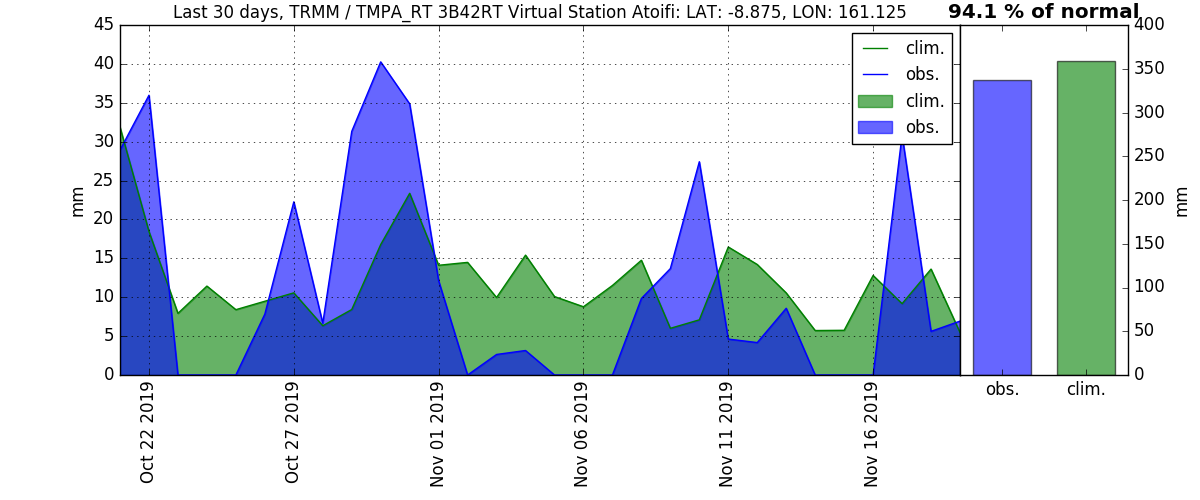 Last 30 days, TRMM / TMPA_RT 3B42RT Virtual Station Atoifi: LAT: -8.875, LON: 161.125
94.1 % of normal
45
40
35
30
25
20
15
10
5
0
mm
clim.
obs.
clim.
obs.
Oct 22 2019
Oct 27 2019
Nov 01 2019
Nov 06 2019
Nov 11 2019
Nov 16 2019
400
350
300
250
200
150
100
50
0
mm
obs.
clim.